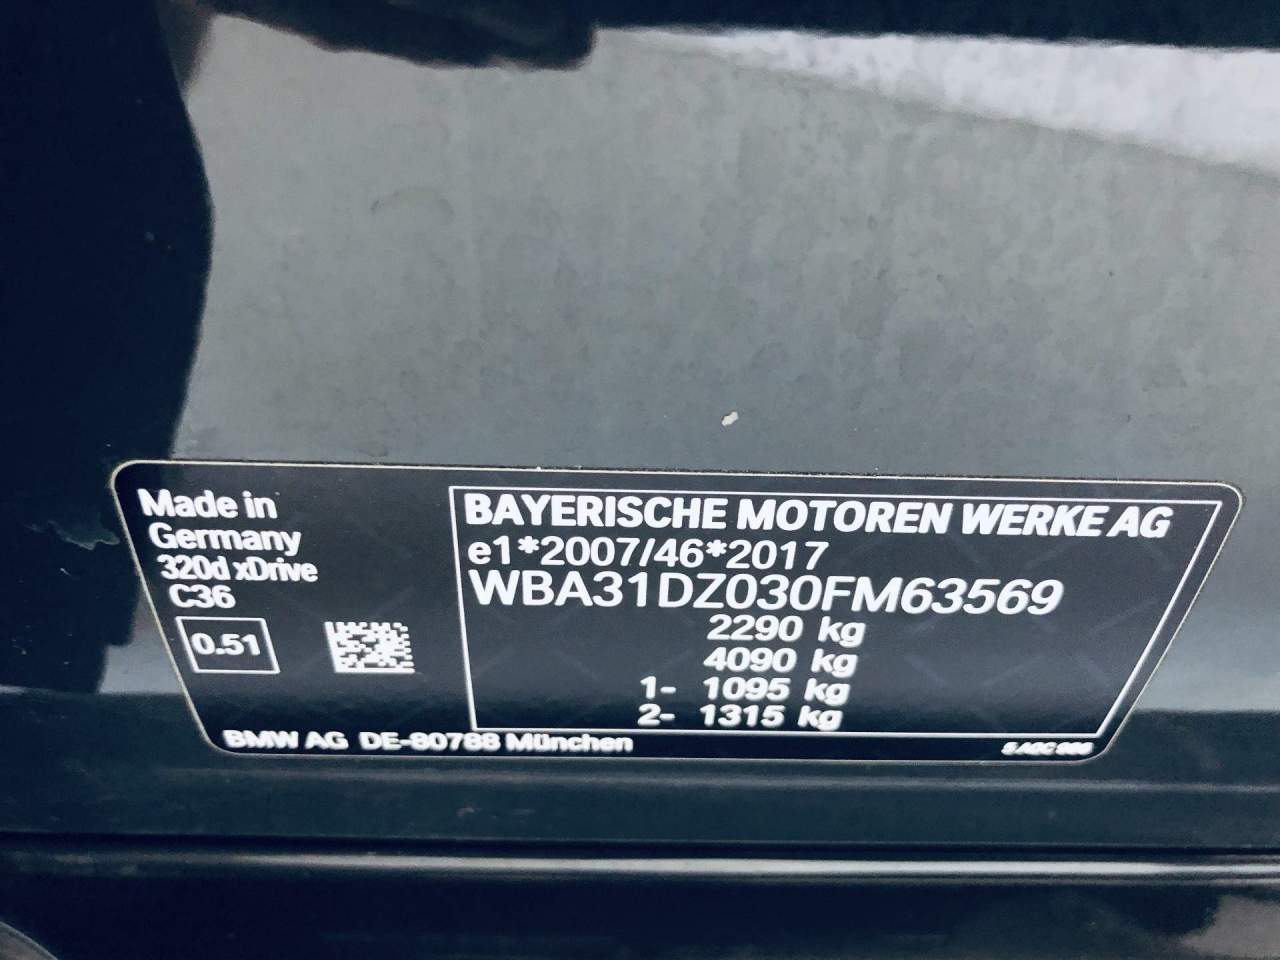 Made in
Germany
320d xDrive
C36
0.51
BAYERISCHE MOTOREN WERKE AG
e1*2007/46*2017
WBA31DZ030FM63569
2290 kg
4090 kg
1- 1095 kg
2- 1315 kg
BMW AG DE-80788 München